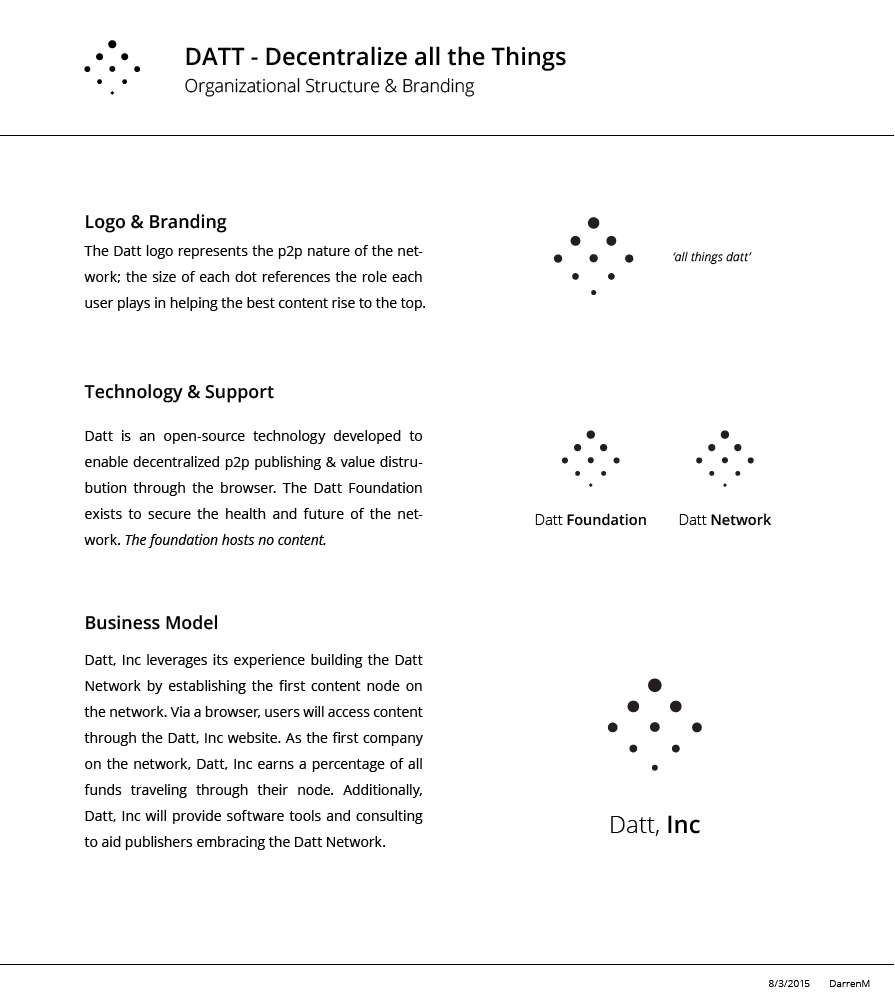 DATT - Decentralize all the Things
Organizational Structure & Branding
Logo & Branding
The Datt logo represents the p2p nature of the net-
work; the size of each dot references the role each
user plays in helping the best content rise to the top.
‘all things datt’
Technology & Support
Datt is an open-source technology developed to
enable decentralized p2p publishing & value distru-
bution through the browser. The Datt Foundation
exists to secure the health and future of the net-
work. The foundation hosts no content.
Datt Foundation
Datt Network
Business Model
Datt, Inc leverages its experience building the Datt
Network by establishing the first content node on
the network. Via a browser, users will access content
through the Datt, Inc website. As the first company
on the network, Datt, Inc earns a percentage of all
funds traveling through their node. Additionally,
Datt, Inc will provide software tools and consulting
to aid publishers embracing the Datt Network.
Datt, Inc
8/3/2015 DarrenM